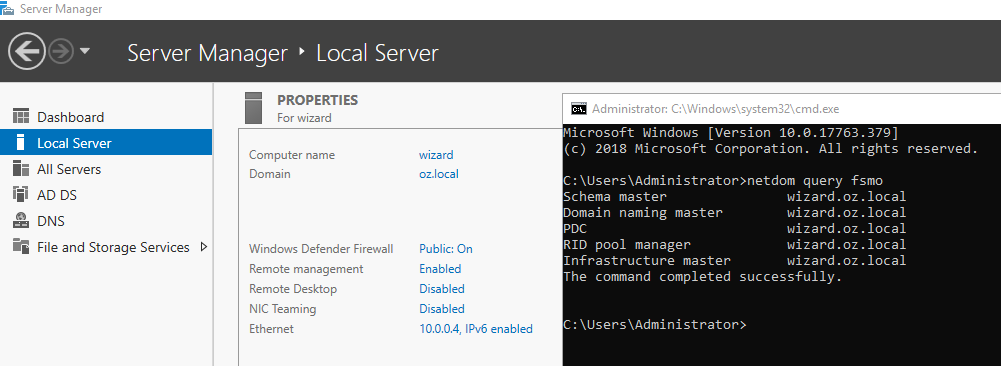 Server Manager
Server Manager • Local Server
Dashboard
Local Server
All Servers
AD DS
DNS
File and Storage Services
PROPERTIES
For wizard
Computer name wizard
Domain oz.local
Windows Defender Firewall Public: On
Remote management Enabled
Remote Desktop Disabled
NIC Teaming Disabled
Ethernet 10.0.0.4, IPv6 enabled
Administrator: C:\Windows\system32\cmd.exe
Microsoft Windows [Version 10.0.17763.379]
(c) 2018 Microsoft Corporation. All rights reserved.
C:\Users\Administrator>netdom query fsmo
Schema master wizard.oz.local
Domain naming master wizard.oz.local
PDC wizard.oz.local
RID pool manager wizard.oz.local
Infrastructure master wizard.oz.local
The command completed successfully.
C:\Users\Administrator>